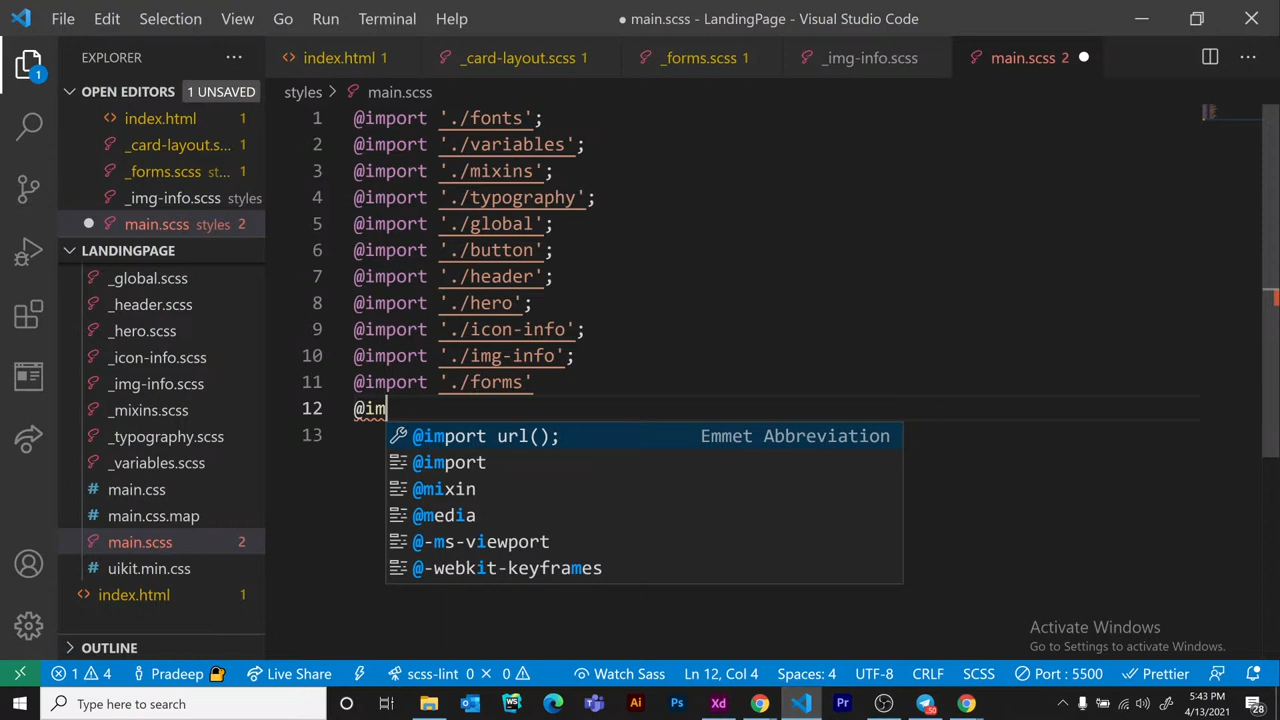 File Edit Selection View Go Run Terminal Help
● main.scss - LandingPage - Visual Studio Code
EXPLORER ...
index.html 1 _card-layout.scss 1 _forms.scss 1 _img-info.scss main.scss 2 ● ...
OPEN EDITORS 1 UNSAVED
index.html 1
_card-layout.s... 1
_forms.scss st... 1
_img-info.scss styles
main.scss styles 2
LANDINGPAGE
_global.scss
_header.scss
_hero.scss
_icon-info.scss
_img-info.scss
_mixins.scss
_typography.scss
_variables.scss
main.css
main.css.map
main.scss 2
uikit.min.css
index.html 1
OUTLINE
1
styles > main.scss
1 @import './fonts';
2 @import './variables';
3 @import './mixins';
4 @import './typography';
5 @import './global';
6 @import './button';
7 @import './header';
8 @import './hero';
9 @import './icon-info';
10 @import './img-info';
11 @import './forms'
12 @im
13
@import url(); Emmet Abbreviation
@import
@mixin
@media
@-ms-viewport
@-webkit-keyframes
Activate Windows
Go to Settings to activate Windows.
1 4 Pradeep Live Share scss-lint 0 × 0 Watch Sass Ln 12, Col 4 Spaces: 4 UTF-8 CRLF SCSS Port : 5500 Prettier
Type here to search
Ai Ps Xd Pr 50
5:43 PM
4/13/2021
28